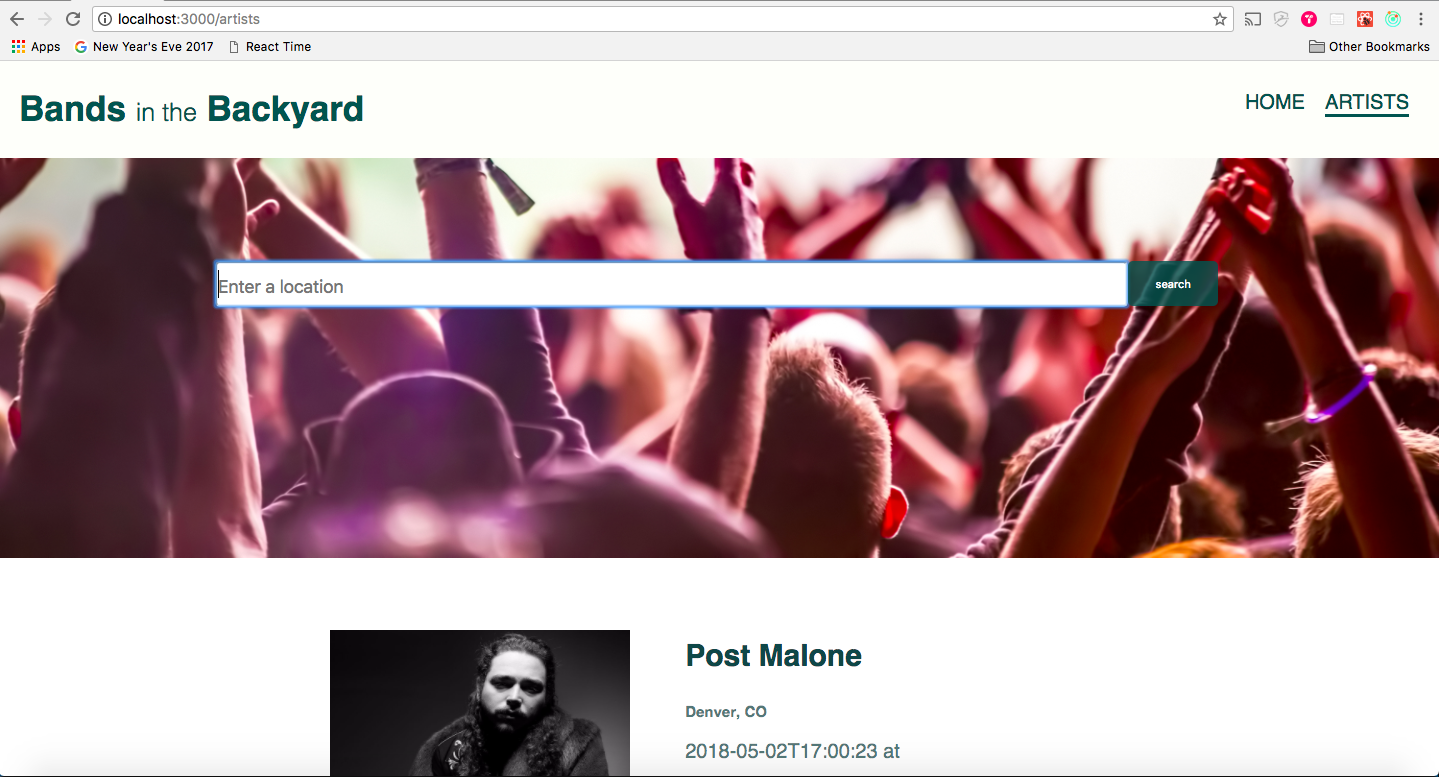 localhost:3000/artists
Apps New Year's Eve 2017 React Time Other Bookmarks
Bands in the Backyard HOME ARTISTS
Enter a location search
Post Malone
Denver, CO
2018-05-02T17:00:23 at